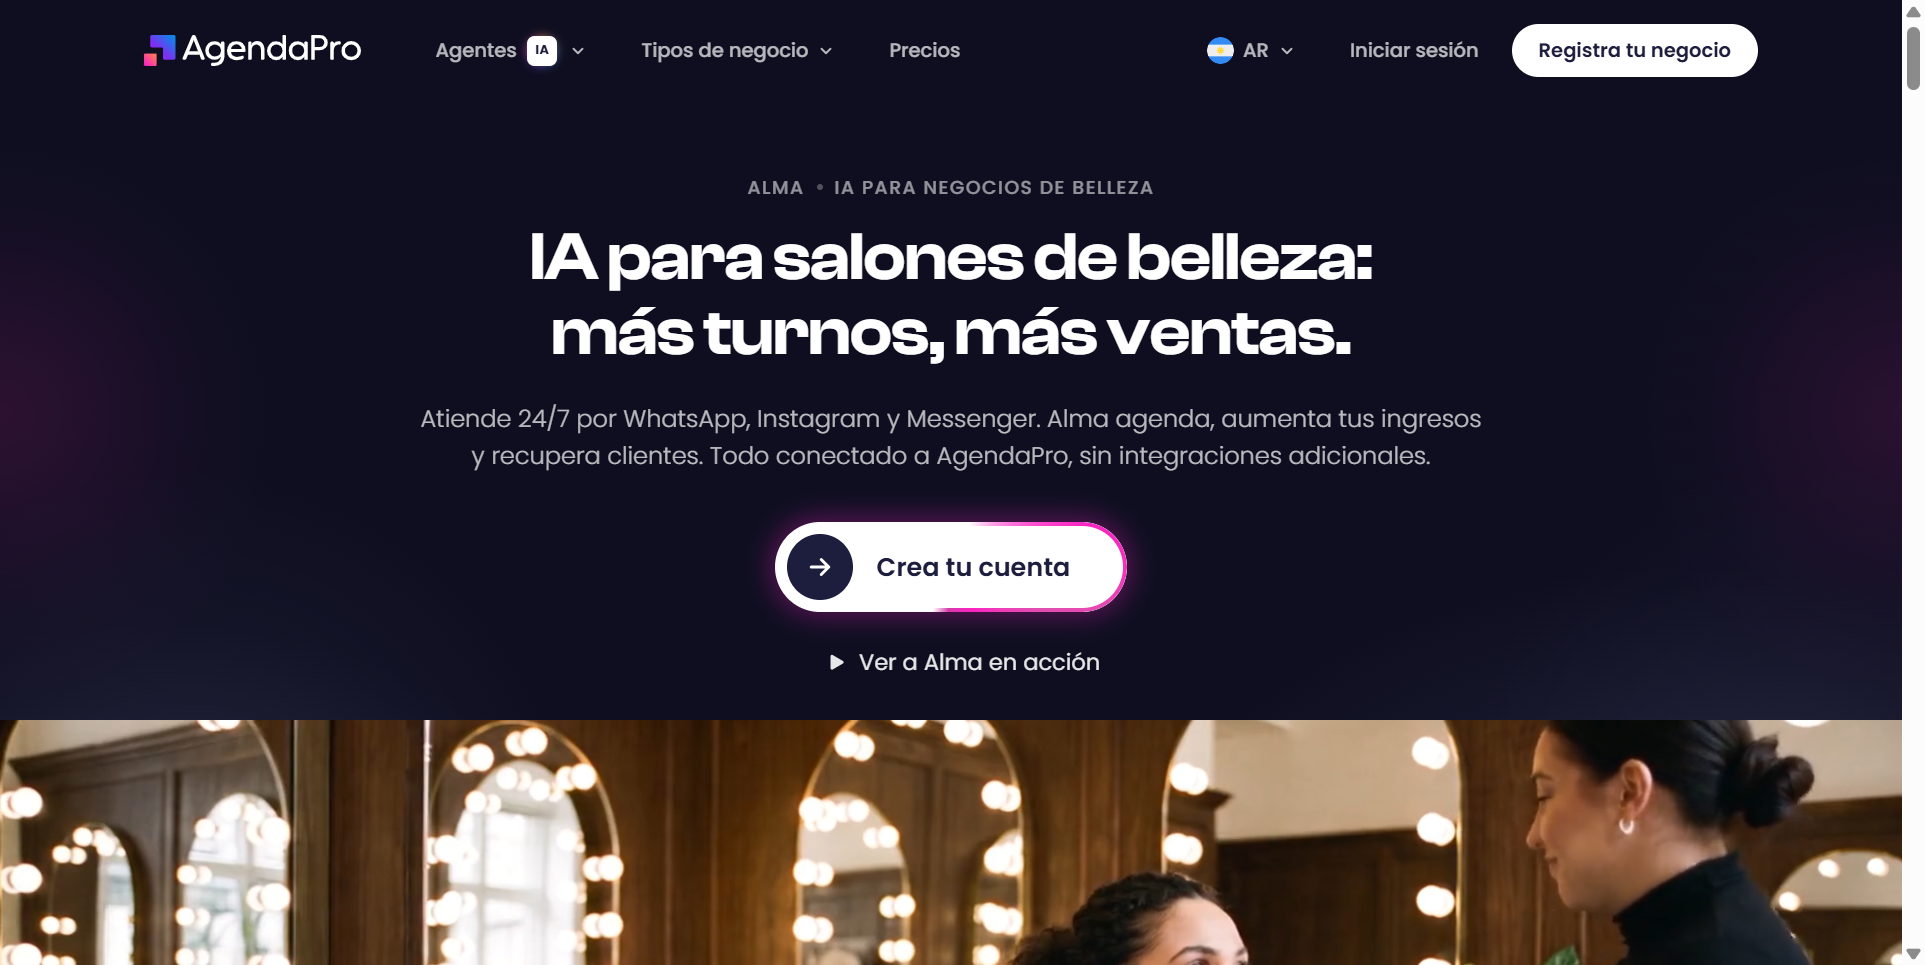 AgendaPro
Agentes IA
Tipos de negocio
Precios
AR
Iniciar sesión
Registra tu negocio
ALMA • IA PARA NEGOCIOS DE BELLEZA
IA para salones de belleza:
más turnos, más ventas.
Atiende 24/7 por WhatsApp, Instagram y Messenger. Alma agenda, aumenta tus ingresos
y recupera clientes. Todo conectado a AgendaPro, sin integraciones adicionales.
Crea tu cuenta
Ver a Alma en acción